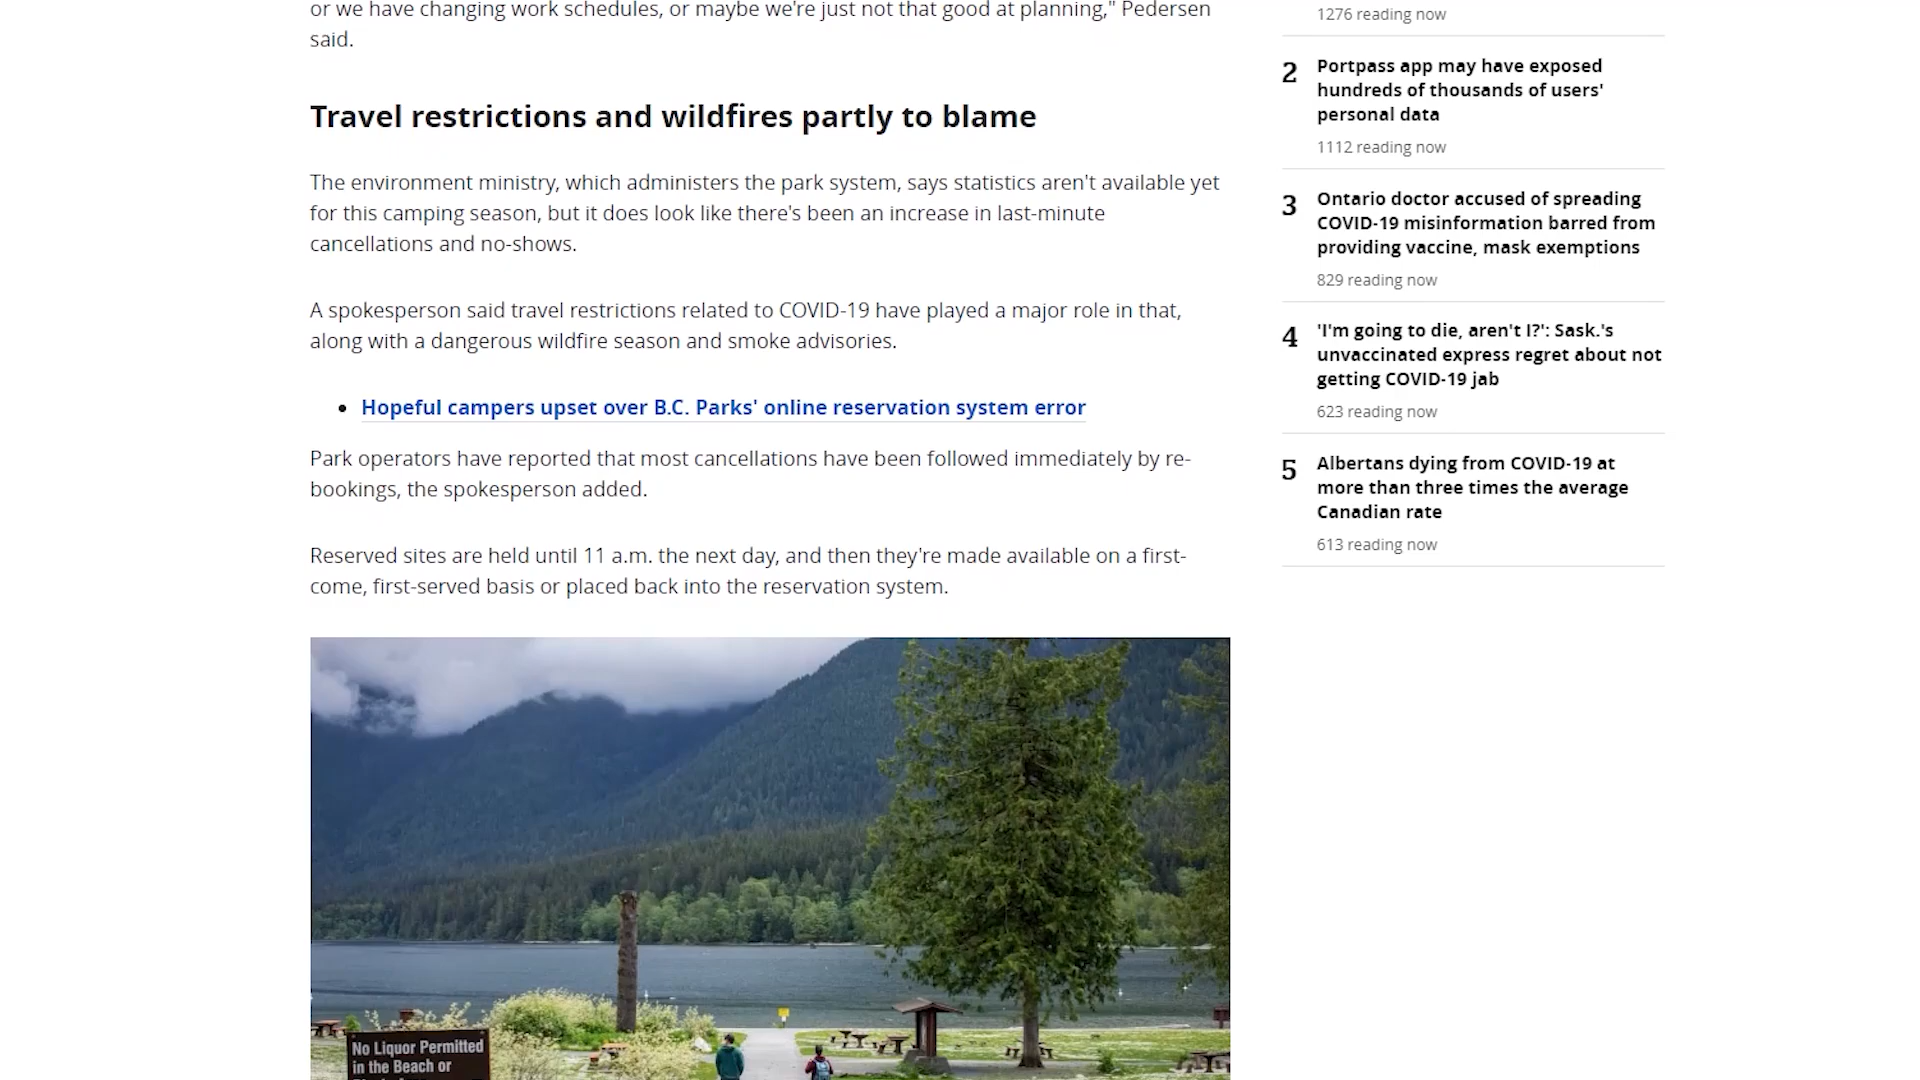 or we have changing work schedules, or maybe we're just not that good at planning," Pedersen
said.
Travel restrictions and wildfires partly to blame
The environment ministry, which administers the park system, says statistics aren't available yet
for this camping season, but it does look like there's been an increase in last-minute
cancellations and no-shows.
A spokesperson said travel restrictions related to COVID-19 have played a major role in that,
along with a dangerous wildfire season and smoke advisories.
• Hopeful campers upset over B.C. Parks' online reservation system error
Park operators have reported that most cancellations have been followed immediately by re-
bookings, the spokesperson added.
Reserved sites are held until 11 a.m. the next day, and then they're made available on a first-
come, first-served basis or placed back into the reservation system.
No Liquor Permitted
in the Beach or
1276 reading now
2 Portpass app may have exposed
hundreds of thousands of users'
personal data
1112 reading now
3 Ontario doctor accused of spreading
COVID-19 misinformation barred from
providing vaccine, mask exemptions
829 reading now
4 'I'm going to die, aren't I?': Sask.'s
unvaccinated express regret about not
getting COVID-19 jab
623 reading now
5 Albertans dying from COVID-19 at
more than three times the average
Canadian rate
613 reading now